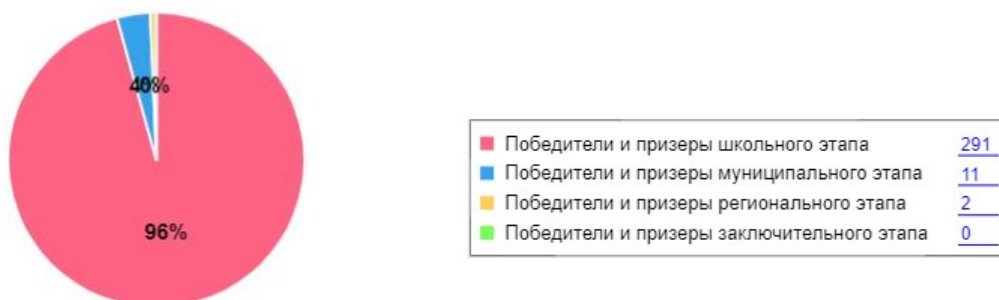 96%
Победители и призеры школьного этапа 291
Победители и призеры муниципального этапа 11
Победители и призеры регионального этапа 2
Победители и призеры заключительного этапа 0